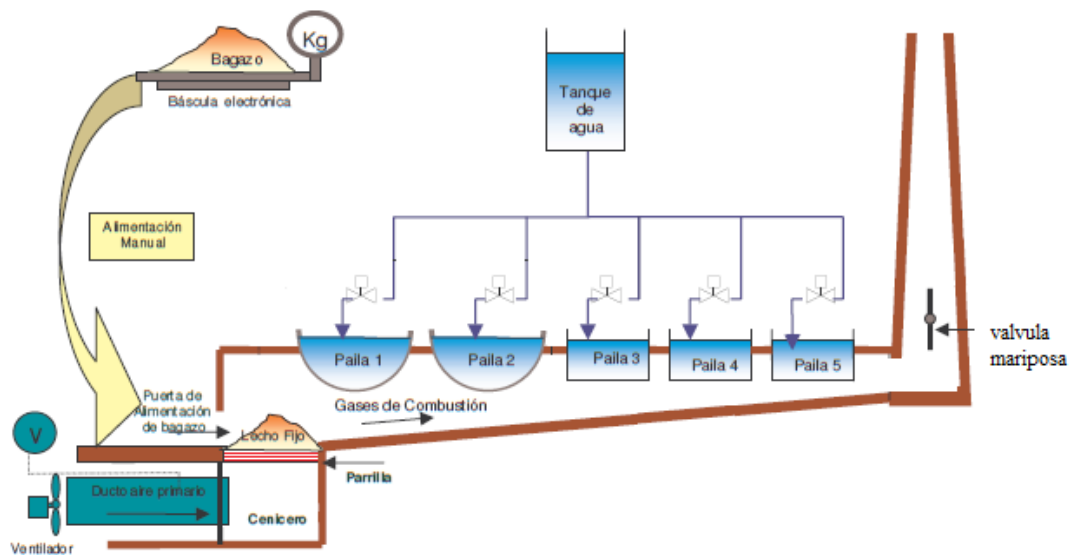 Kg
Bagazo
Báscula electrónica
Tanque
de
agua
Alimentación
Manual
valvula
mariposa
Paila 1
Paila 2
Paila 3
Paila 4
Paila 5
Puerta de
Alimentación
de bagazo
Gases de Combustión
Lecho Fijo
V
Parrilla
Ducto aire primario
Cenicero
Ventilador